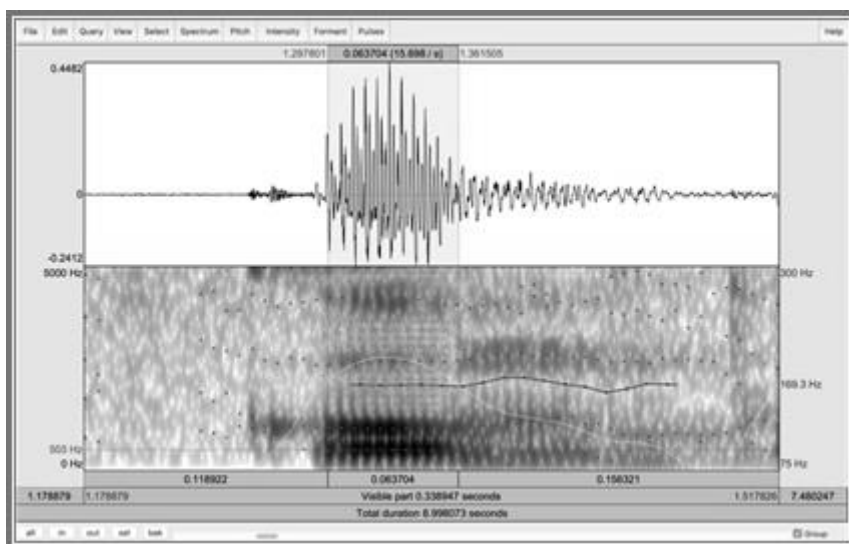 File Edit Query View Select Spectrum Pitch Intensity Formant Pulses Help
1.297801 0.063704 (15.698 / s) 1.361505
0.4482
0
-0.2412
5000 Hz 300 Hz
169.3 Hz
503 Hz
0 Hz 75 Hz
0.118922 0.063704 0.156321
1.178879 1.178879 Visible part 0.338947 seconds 1.517826 7.480247
Total duration 8.998073 seconds
all in out sel bak Group